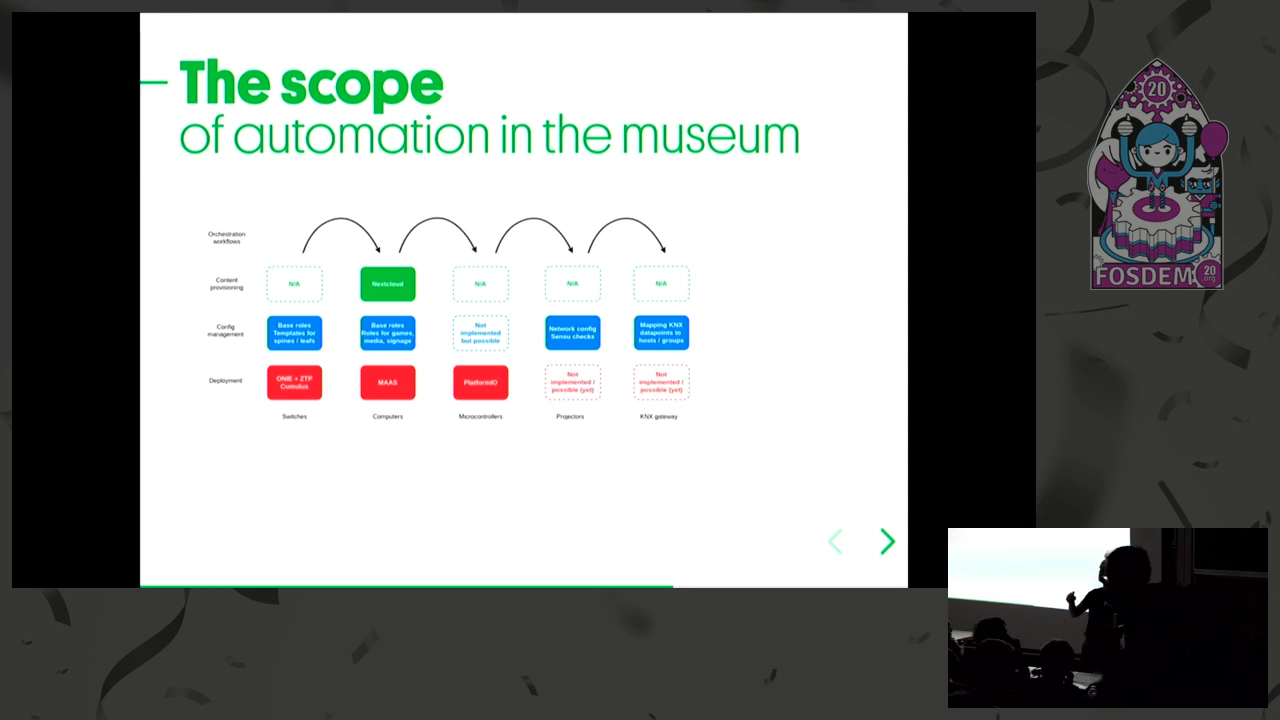 The scope
of automation in the museum
Orchestration
workflows
Content
provisioning
N/A
Nextcloud
N/A
N/A
N/A
Config
management
Base roles
Templates for
spines / leafs
Base roles
Roles for games,
media, signage
Not
implemented
but possible
Network config
Sensu checks
Mapping KNX
datapoints to
hosts / groups
Deployment
ONIE + ZTP
Cumulus
MAAS
PlatformIO
Not
implemented /
possible (yet)
Not
implemented /
possible (yet)
Switches
Computers
Microcontrollers
Projectors
KNX gateway
20
FOSDEM
20
org